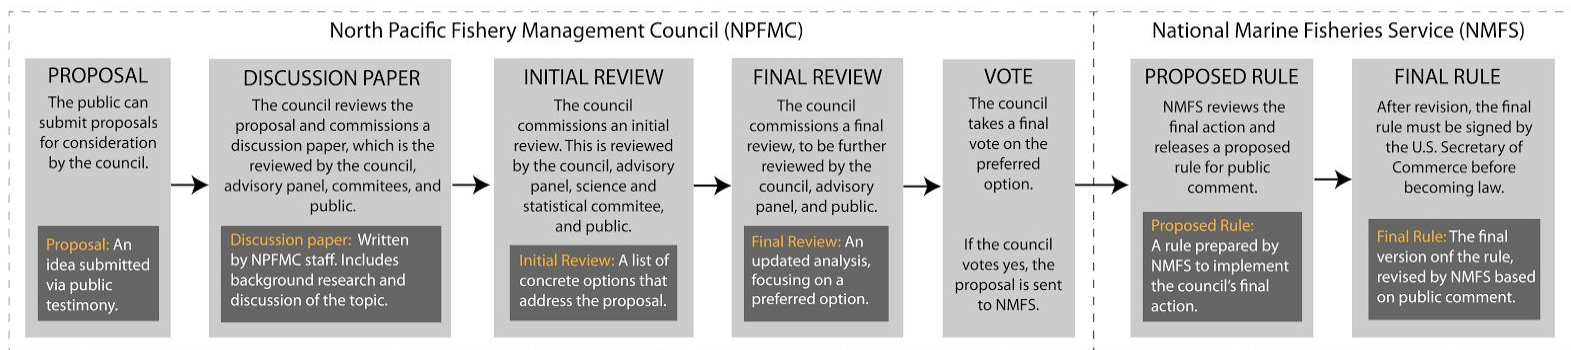 North Pacific Fishery Management Council (NPFMC)
National Marine Fisheries Service (NMFS)
PROPOSAL
The public can
submit proposals
for consideration
by the council.
Proposal: An
idea submitted
via public
testimony.
DISCUSSION PAPER
The council reviews the
proposal and commissions a
discussion paper, which is the
reviewed by the council,
advisory panel, commitees, and
public.
Discussion paper: Written
by NPFMC staff. Includes
background research and
discussion of the topic.
INITIAL REVIEW
The council
commissions an initial
review. This is reviewed
by the council, advisory
panel, science and
statistical commitee,
and public.
Initial Review: A list of
concrete options that
address the proposal.
FINAL REVIEW
The council
commissions a final
review, to be further
reviewed by the
council, advisory
panel, and public.
Final Review: An
updated analysis,
focusing on a
preferred option.
VOTE
The council
takes a final
vote on the
preferred
option.
If the council
votes yes, the
proposal is sent
to NMFS.
PROPOSED RULE
NMFS reviews the
final action and
releases a proposed
rule for public
comment.
Proposed Rule:
A rule prepared by
NMFS to implement
the council's final
action.
FINAL RULE
After revision, the final
rule must be signed by
the U.S. Secretary of
Commerce before
becoming law.
Final Rule: The final
version onf the rule,
revised by NMFS based
on public comment.